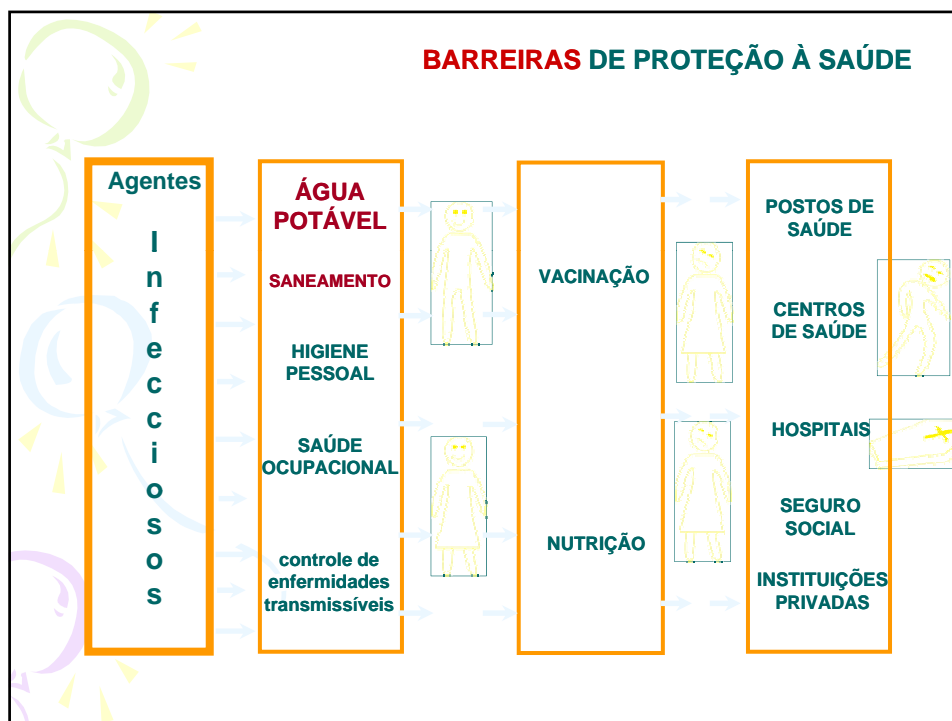 BARREIRAS DE PROTEÇÃO À SAÚDE
Agentes
I
n
f
e
c
c
i
o
s
o
s
ÁGUA
POTÁVEL
SANEAMENTO
HIGIENE
PESSOAL
SAÚDE
OCUPACIONAL
controle de
enfermidades
transmissíveis
VACINAÇÃO
NUTRIÇÃO
POSTOS DE
SAÚDE
CENTROS
DE SAÚDE
HOSPITAIS
SEGURO
SOCIAL
INSTITUIÇÕES
PRIVADAS